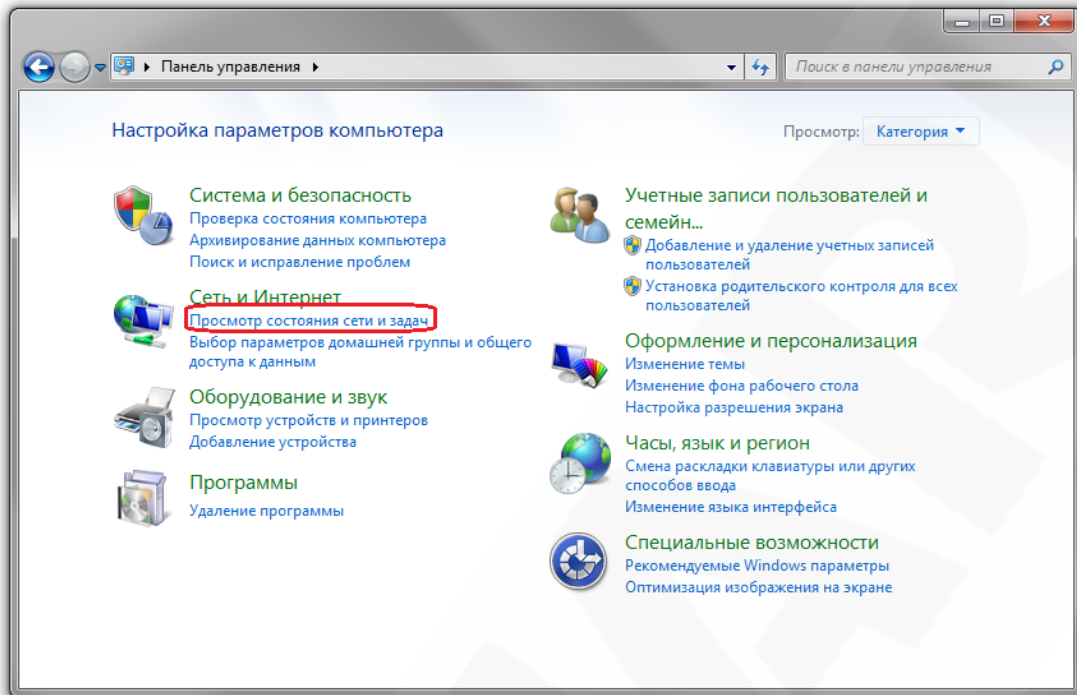 Панель управления
Поиск в панели управления
Настройка параметров компьютера
Просмотр: Категория
Система и безопасность
Проверка состояния компьютера
Архивирование данных компьютера
Поиск и исправление проблем
Сеть и Интернет
Просмотр состояния сети и задач
Выбор параметров домашней группы и общего
доступа к данным
Оборудование и звук
Просмотр устройств и принтеров
Добавление устройства
Программы
Удаление программы
Учетные записи пользователей и
семейн...
Добавление и удаление учетных записей
пользователей
Установка родительского контроля для всех
пользователей
Оформление и персонализация
Изменение темы
Изменение фона рабочего стола
Настройка разрешения экрана
Часы, язык и регион
Смена раскладки клавиатуры или других
способов ввода
Изменение языка интерфейса
Специальные возможности
Рекомендуемые Windows параметры
Оптимизация изображения на экране